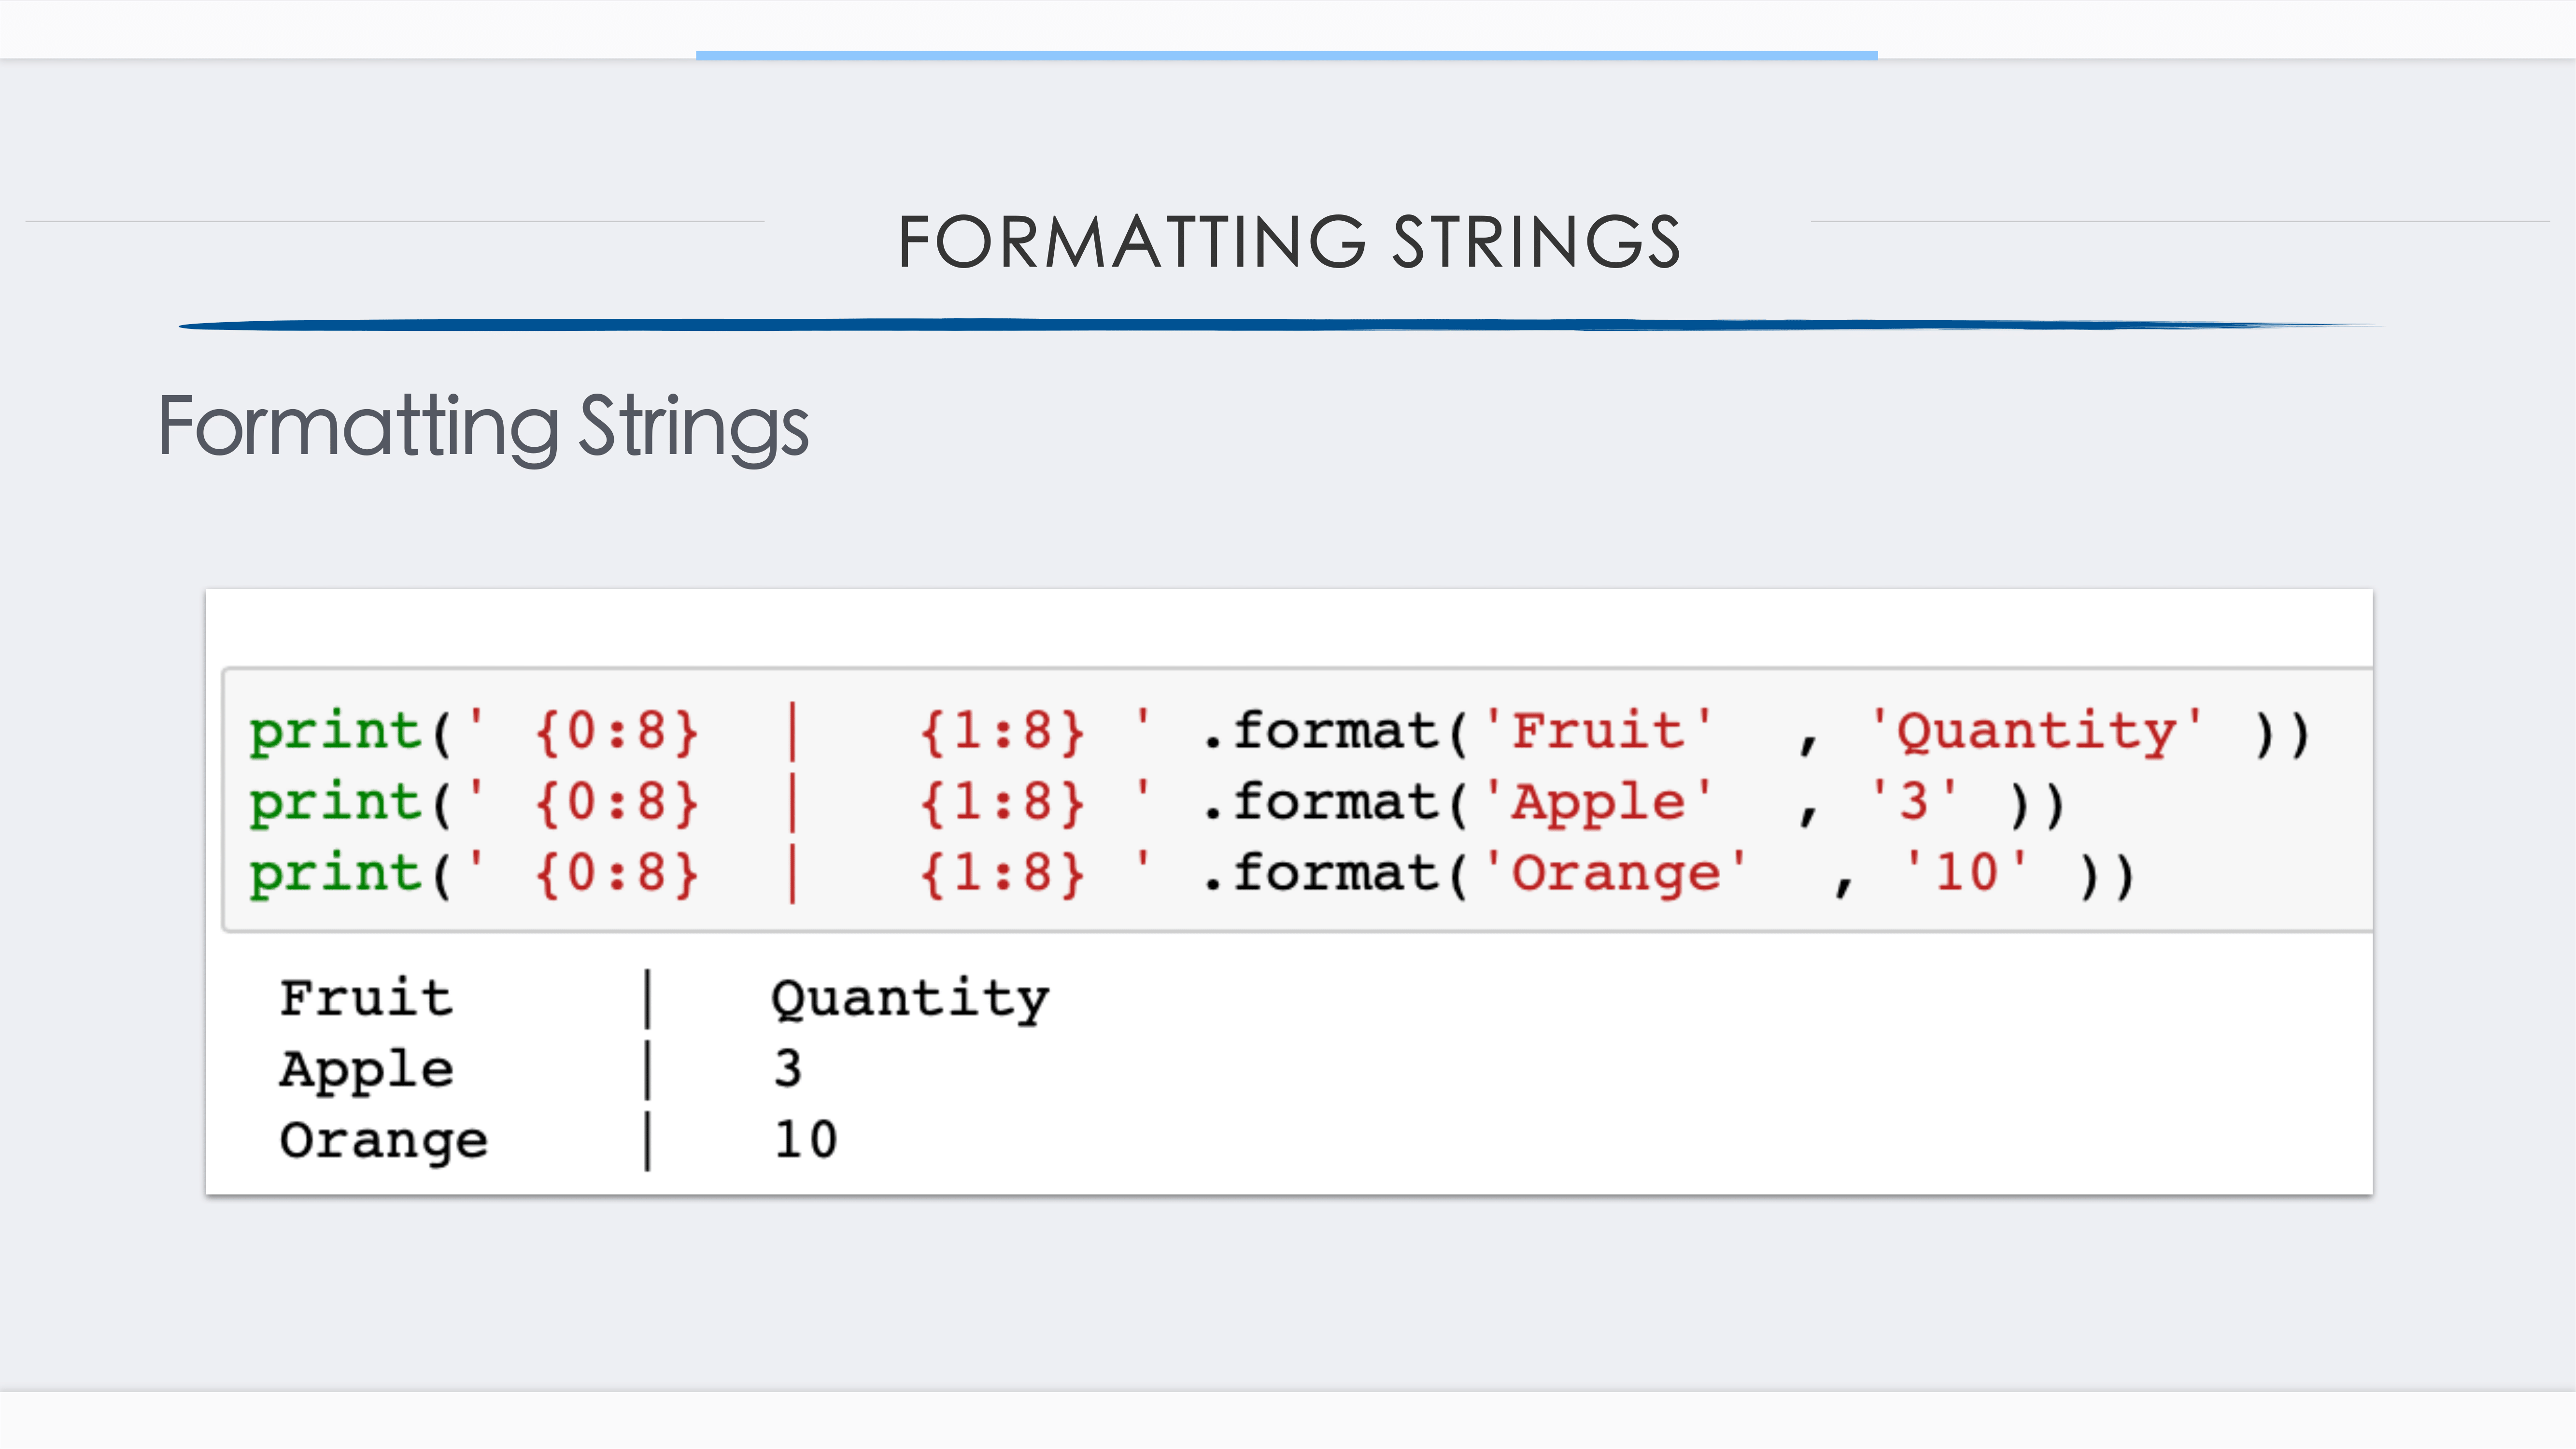 FORMATTING STRINGS
Formatting Strings
print(' {0:8}  |   {1:8} ' .format('Fruit'  , 'Quantity' ))
print(' {0:8}  |   {1:8} ' .format('Apple'  , '3' ))
print(' {0:8}  |   {1:8} ' .format('Orange'  , '10' ))
Fruit     |   Quantity
Apple     |   3
Orange    |   10